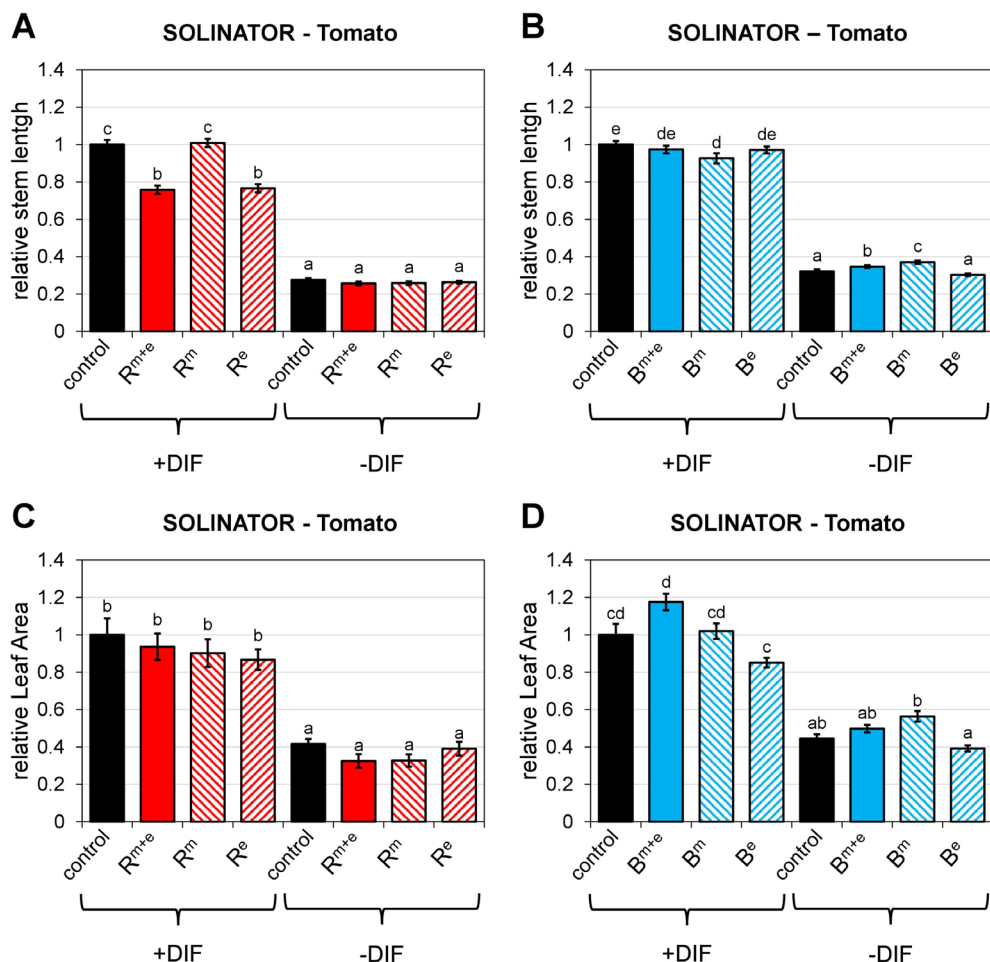 A
SOLINATOR - Tomato
relative stem lentgh
1.4
1.2
1
0.8
0.6
0.4
0.2
0
c
b
c
b
a
a
a
a
control
Rm+e
Rm
Re
control
Rm+e
Rm
Re
+DIF
-DIF
B
SOLINATOR – Tomato
relative stem lentgh
1.4
1.2
1
0.8
0.6
0.4
0.2
0
e
de
d
de
a
b
c
a
control
Bm+e
Bm
Be
control
Bm+e
Bm
Be
+DIF
-DIF
C
SOLINATOR - Tomato
relative Leaf Area
1.4
1.2
1
0.8
0.6
0.4
0.2
0
b
b
b
b
a
a
a
a
control
Rm+e
Rm
Re
control
Rm+e
Rm
Re
+DIF
-DIF
D
SOLINATOR - Tomato
relative Leaf Area
1.4
1.2
1
0.8
0.6
0.4
0.2
0
cd
d
cd
c
ab
ab
b
a
control
Bm+e
Bm
Be
control
Bm+e
Bm
Be
+DIF
-DIF